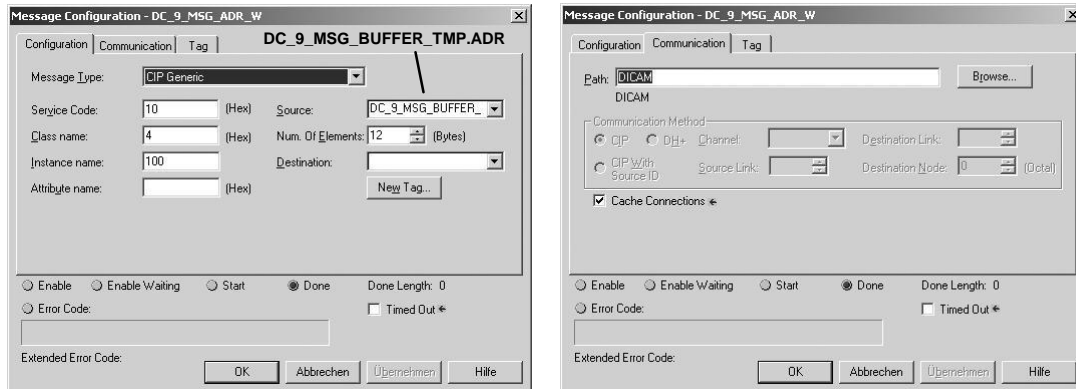 Message Configuration - DC_9_MSG_ADR_W
Configuration Communication Tag
DC_9_MSG_BUFFER_TMP.ADR
Message Type: CIP Generic
Service Code: 10 (Hex) Source: DC_9_MSG_BUFFER_
Class name: 4 (Hex) Num. Of Elements: 12 (Bytes)
Instance name: 100 Destination:
Attribute name: (Hex) New Tag...
Enable Enable Waiting Start Done Done Length: 0
Error Code: Timed Out ←
Extended Error Code:
OK Abbrechen Übernehmen Hilfe
Message Configuration - DC_9_MSG_ADR_W
Configuration Communication Tag
Path: DICAM Browse...
DICAM
Communication Method
CIP DH+ Channel: Destination Link:
CIP With Source ID Source Link: Destination Node: 0 (Octal)
Cache Connections ←
Enable Enable Waiting Start Done Done Length: 0
Error Code: Timed Out ←
Extended Error Code:
OK Abbrechen Übernehmen Hilfe